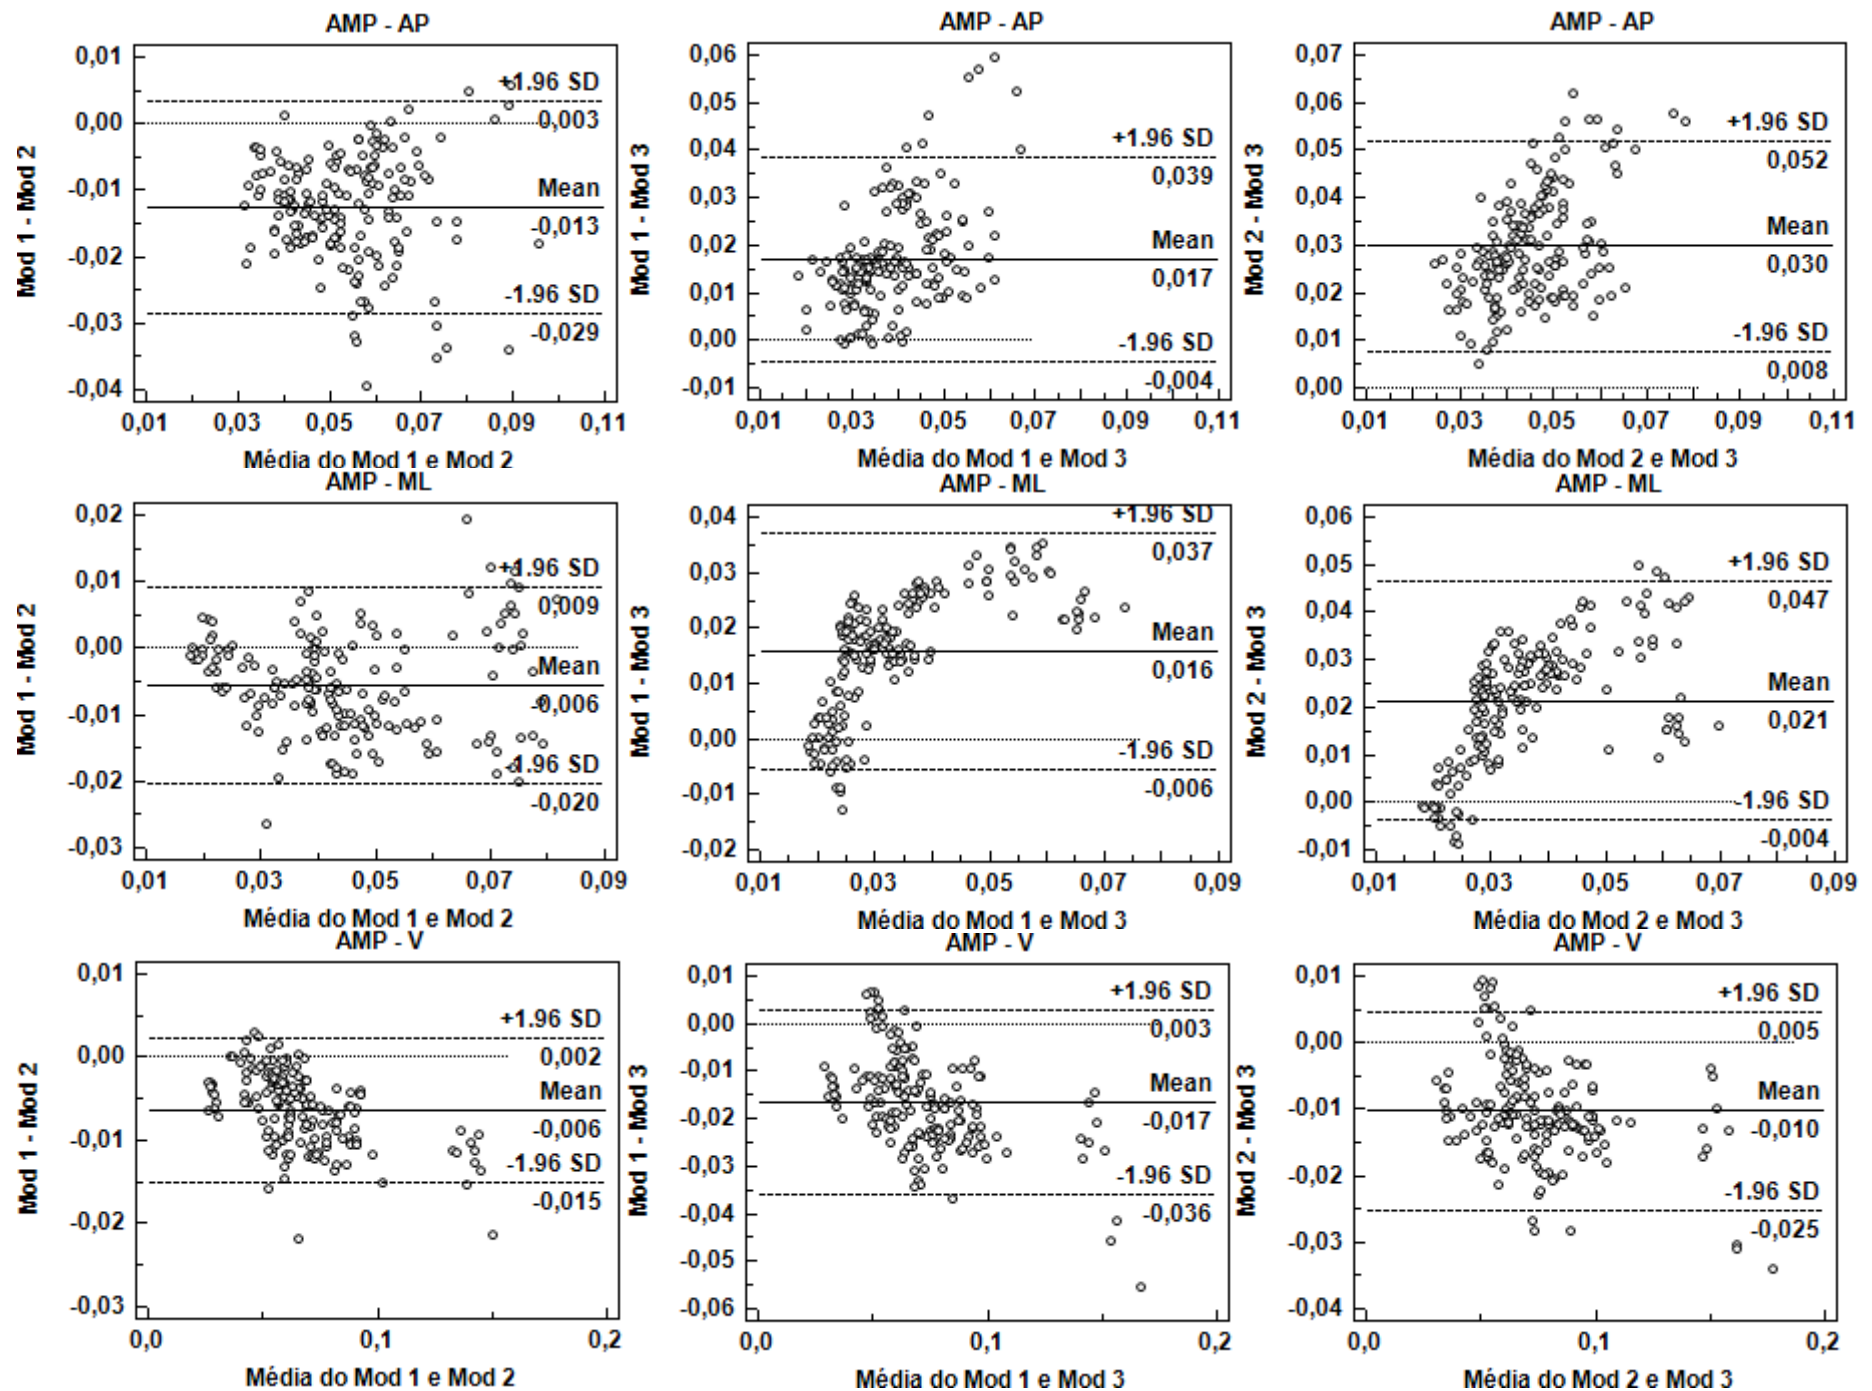 AMP - AP
0,01
0,00
-0,01
-0,02
-0,03
-0,04
Mod 1 - Mod 2
+1.96 SD
0,003
Mean
-0,013
-1.96 SD
-0,029
0,01 0,03 0,05 0,07 0,09 0,11
Média do Mod 1 e Mod 2
AMP - AP
0,06
0,05
0,04
0,03
0,02
0,01
0,00
-0,01
Mod 1 - Mod 3
+1.96 SD
0,039
Mean
0,017
-1.96 SD
-0,004
0,01 0,03 0,05 0,07 0,09 0,11
Média do Mod 1 e Mod 3
AMP - AP
0,07
0,06
0,05
0,04
0,03
0,02
0,01
0,00
Mod 2 - Mod 3
+1.96 SD
0,052
Mean
0,030
-1.96 SD
0,008
0,01 0,03 0,05 0,07 0,09 0,11
Média do Mod 2 e Mod 3
AMP - ML
0,02
0,01
0,00
-0,01
-0,02
-0,03
Mod 1 - Mod 2
+1.96 SD
0,009
Mean
-0,006
-1.96 SD
-0,020
0,01 0,03 0,05 0,07 0,09
Média do Mod 1 e Mod 2
AMP - ML
0,04
0,03
0,02
0,01
0,00
-0,01
-0,02
Mod 1 - Mod 3
+1.96 SD
0,037
Mean
0,016
-1.96 SD
-0,006
0,01 0,03 0,05 0,07 0,09
Média do Mod 1 e Mod 3
AMP - ML
0,06
0,05
0,04
0,03
0,02
0,01
0,00
-0,01
Mod 2 - Mod 3
+1.96 SD
0,047
Mean
0,021
-1.96 SD
-0,004
0,01 0,03 0,05 0,07 0,09
Média do Mod 2 e Mod 3
AMP - V
0,01
0,00
-0,01
-0,02
-0,03
Mod 1 - Mod 2
+1.96 SD
0,002
Mean
-0,006
-1.96 SD
-0,015
0,0 0,1 0,2
Média do Mod 1 e Mod 2
AMP - V
0,01
0,00
-0,01
-0,02
-0,03
-0,04
-0,05
-0,06
Mod 1 - Mod 3
+1.96 SD
0,003
Mean
-0,017
-1.96 SD
-0,036
0,0 0,1 0,2
Média do Mod 1 e Mod 3
AMP - V
0,01
0,00
-0,01
-0,02
-0,03
-0,04
Mod 2 - Mod 3
+1.96 SD
0,005
Mean
-0,010
-1.96 SD
-0,025
0,0 0,1 0,2
Média do Mod 2 e Mod 3